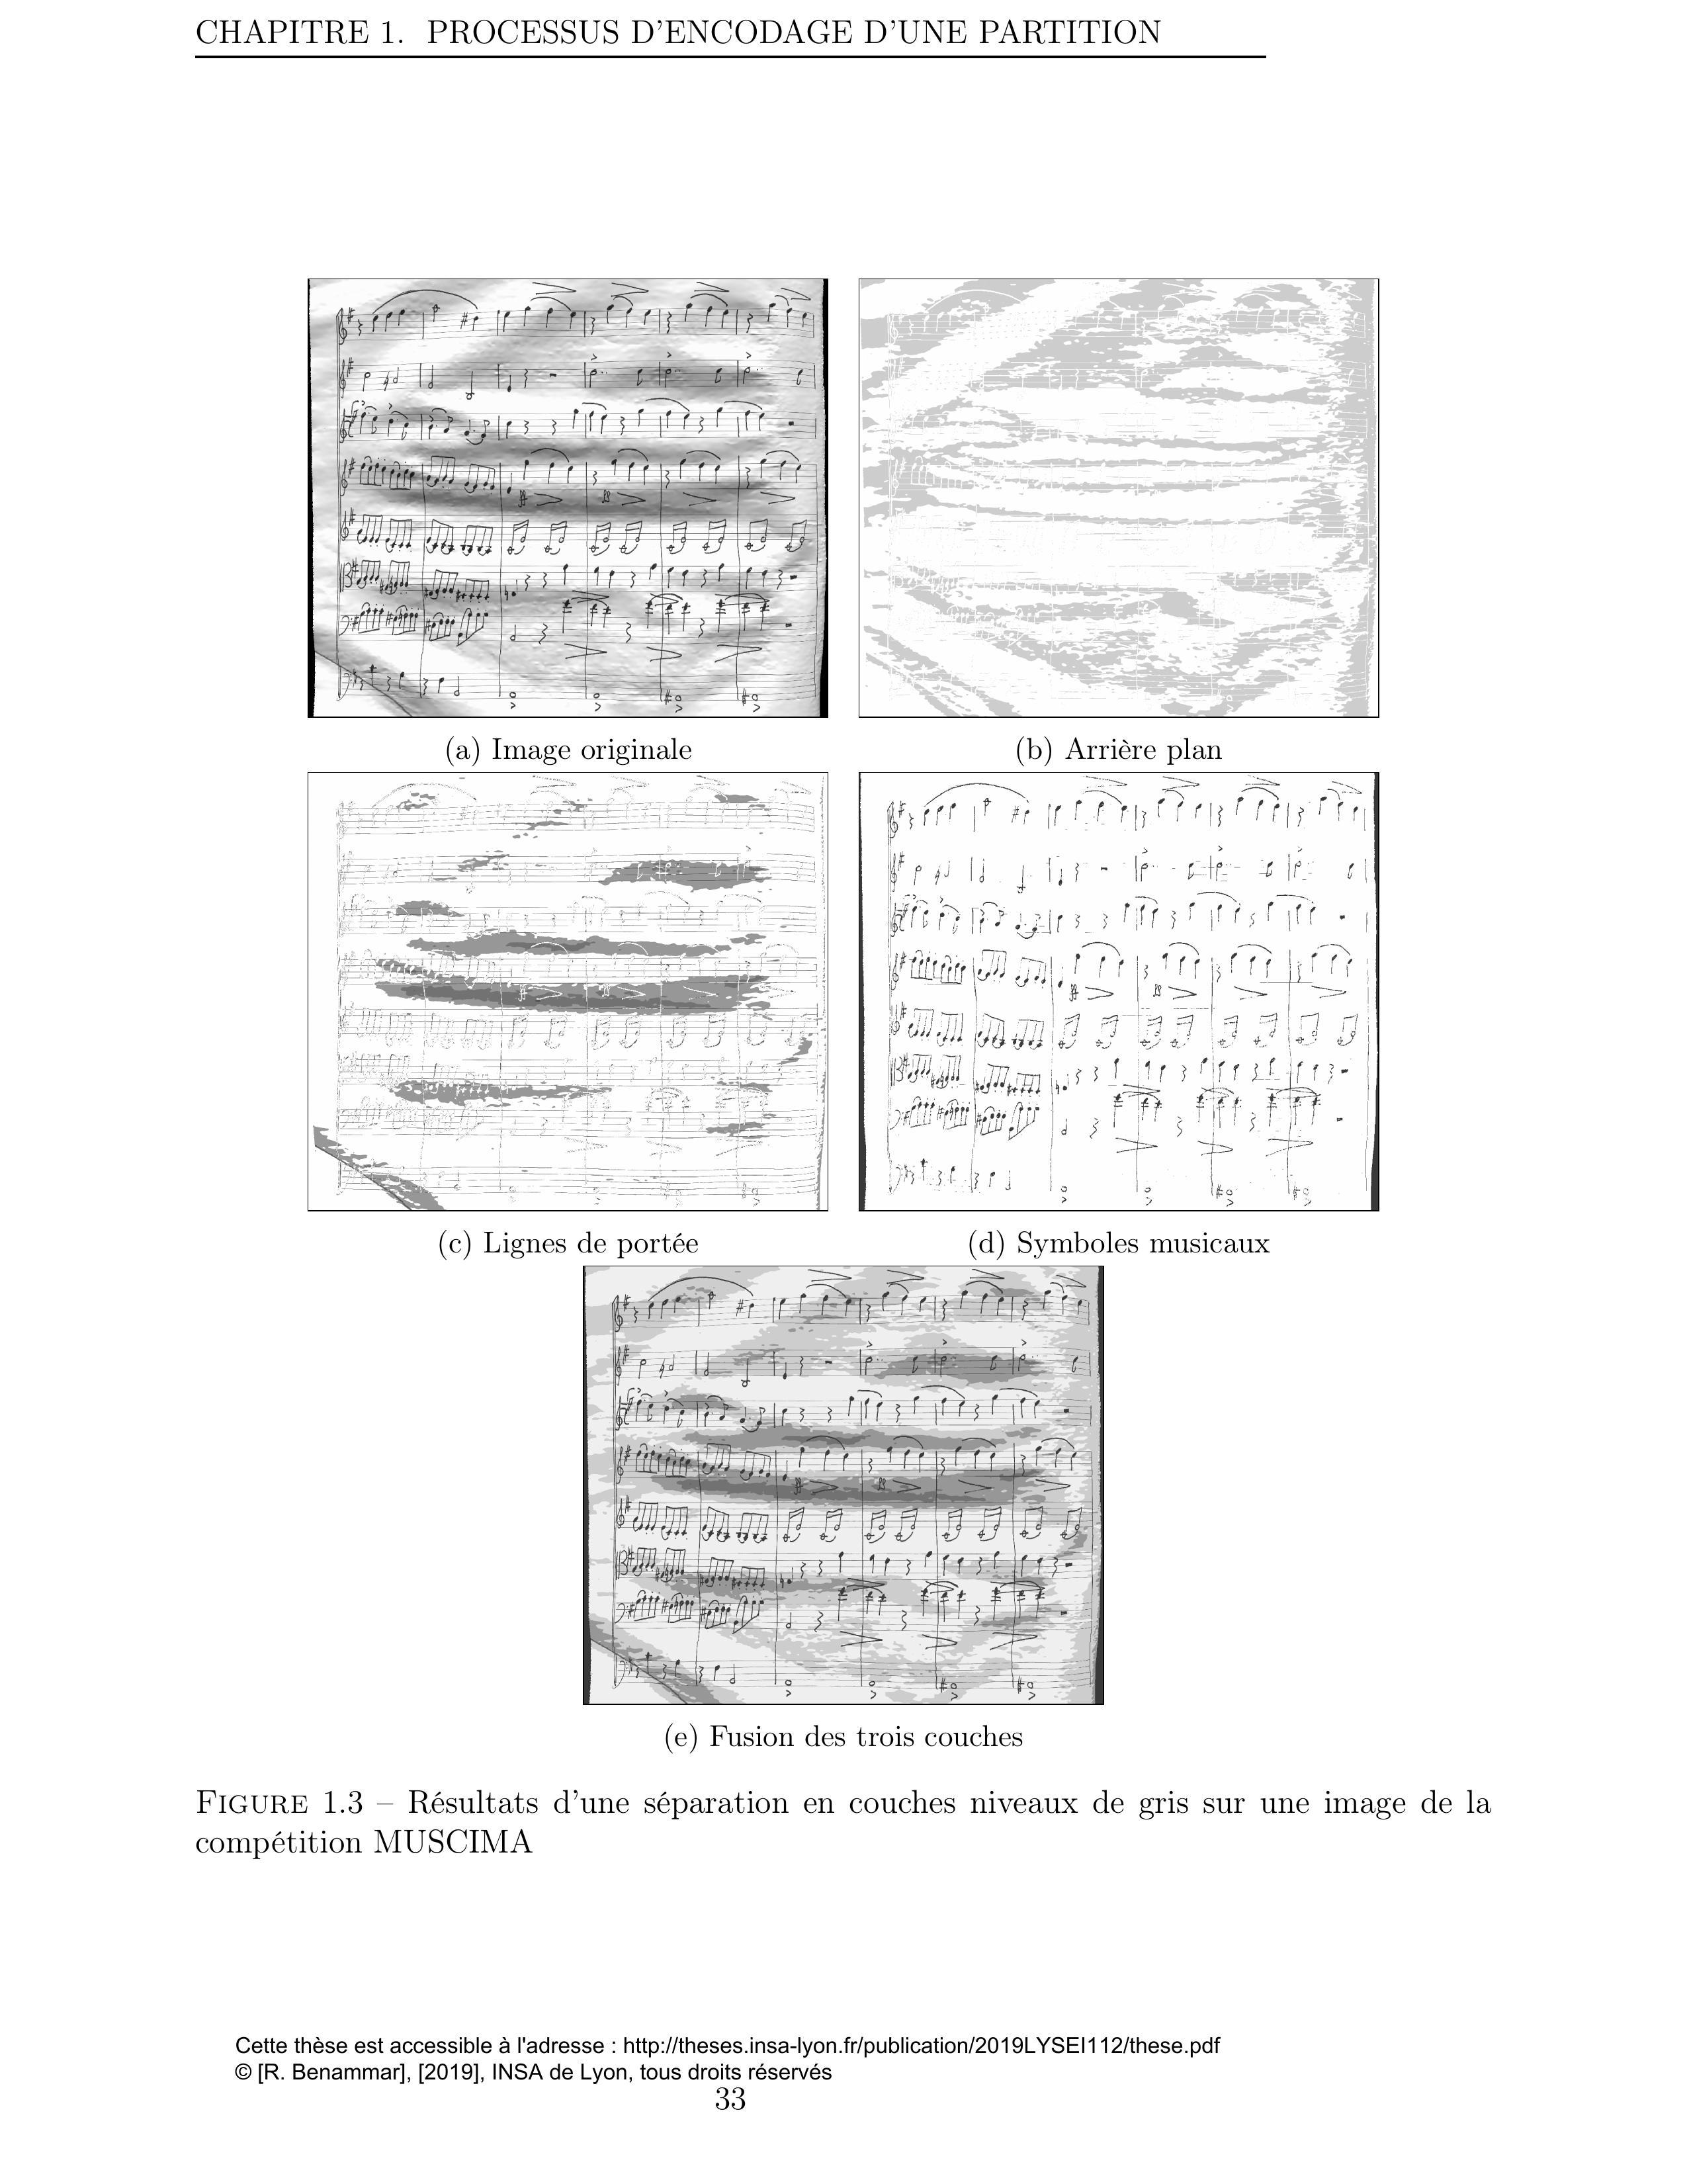 CHAPITRE 1. PROCESSUS D'ENCODAGE D'UNE PARTITION
(a) Image originale
(b) Arrière plan
(c) Lignes de portée
(d) Symboles musicaux
(e) Fusion des trois couches
FIGURE 1.3 – Résultats d'une séparation en couches niveaux de gris sur une image de la
compétition MUSCIMA
Cette thèse est accessible à l'adresse : http://theses.insa-lyon.fr/publication/2019LYSEI112/these.pdf
© [R. Benammar], [2019], INSA de Lyon, tous droits réservés
33